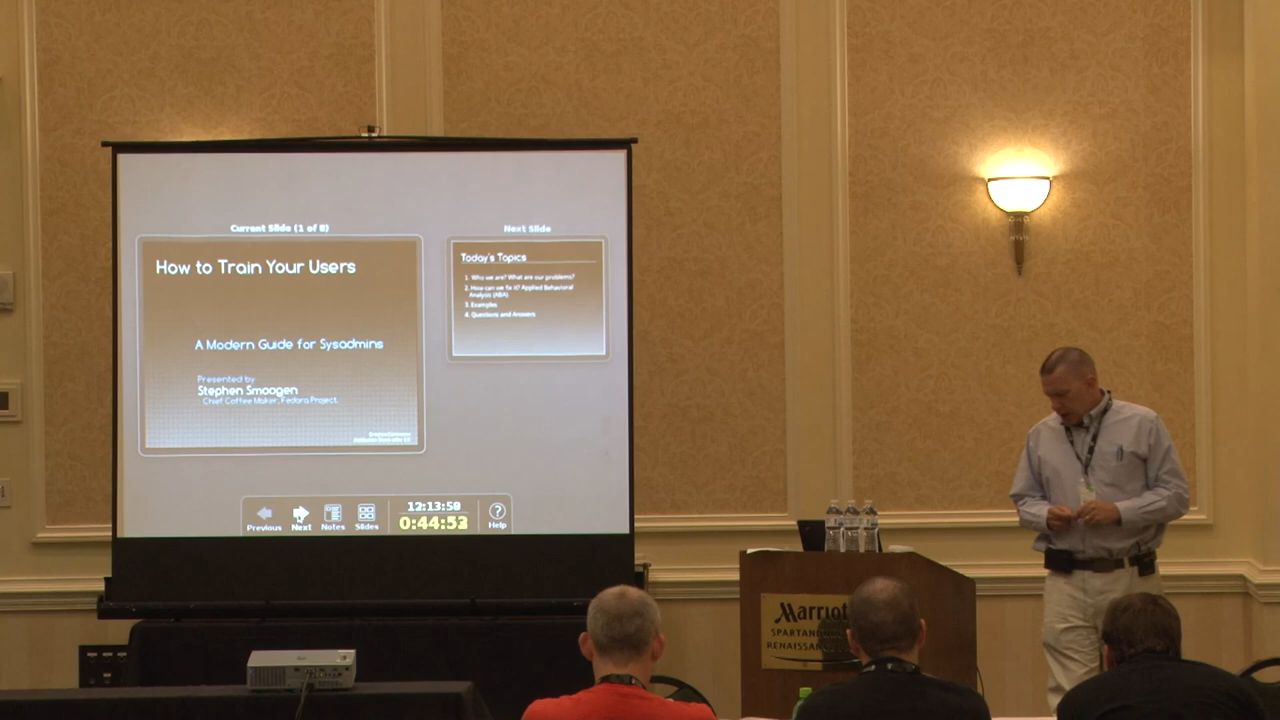 Current Slide (1 of 8)
How to Train Your Users
A Modern Guide for Sysadmins
Presented by
Stephen Smoogen
Chief Coffee Maker, Fedora Project.
Next Slide
Today's Topics
1. Who we are? What are our problems?
2. How can we fix it? Applied Behavioral
Analysis (ABA)
3. Examples
4. Questions and Answers
Previous
Next
Notes
Slides
12:13:58
0:44:53
?
Help
Marriott
SPARTANBURG
RENAISSANCE